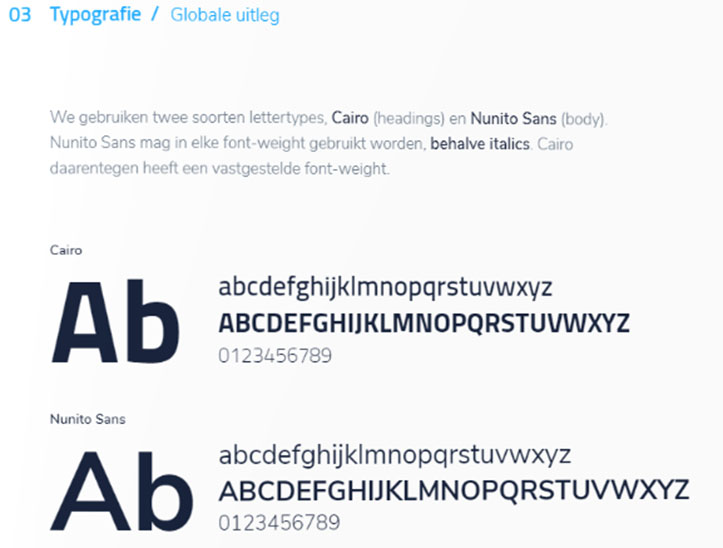 03 Typografie / Globale uitleg
We gebruiken twee soorten lettertypes, Cairo (headings) en Nunito Sans (body).
Nunito Sans mag in elke font-weight gebruikt worden, behalve italics. Cairo
daarentegen heeft een vastgestelde font-weight.
Cairo
Ab
abcdefghijklmnopqrstuvwxyz
ABCDEFGHIJKLMNOPQRSTUVWXYZ
0123456789
Nunito Sans
Ab
abcdefghijklmnopqrstuvwxyz
ABCDEFGHIJKLMNOPQRSTUVWXYZ
0123456789